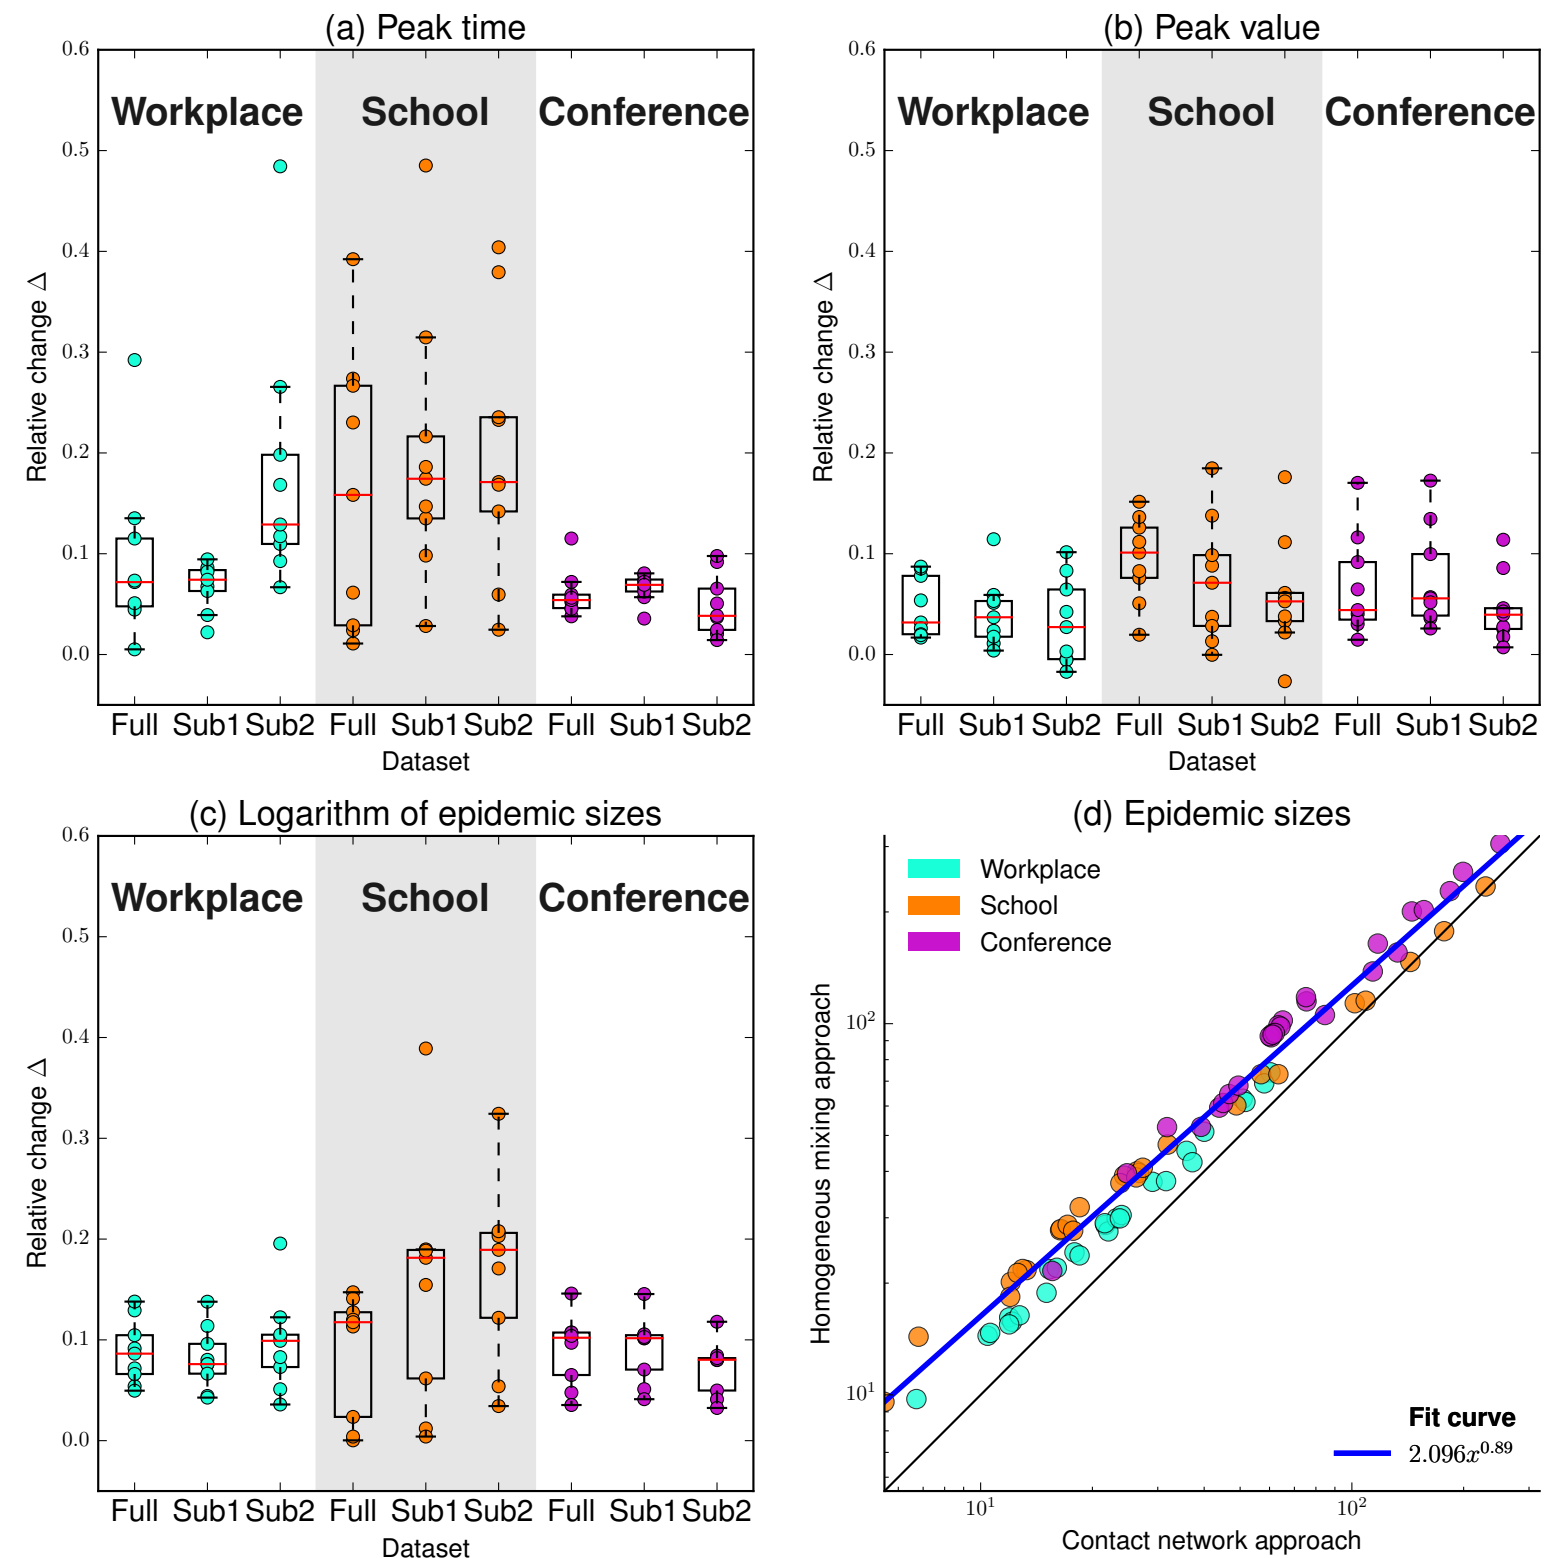 (a) Peak time
0.6
0.5
0.4
0.3
0.2
0.1
0.0
Relative change Δ
Workplace School Conference
Full Sub1 Sub2 Full Sub1 Sub2 Full Sub1 Sub2
Dataset
(b) Peak value
0.6
0.5
0.4
0.3
0.2
0.1
0.0
Relative change Δ
Workplace School Conference
Full Sub1 Sub2 Full Sub1 Sub2 Full Sub1 Sub2
Dataset
(c) Logarithm of epidemic sizes
0.6
0.5
0.4
0.3
0.2
0.1
0.0
Relative change Δ
Workplace School Conference
Full Sub1 Sub2 Full Sub1 Sub2 Full Sub1 Sub2
Dataset
(d) Epidemic sizes
Workplace
School
Conference
10²
10¹
Homogeneous mixing approach
Fit curve
2.096x⁰·⁸⁹
10¹ 10²
Contact network approach